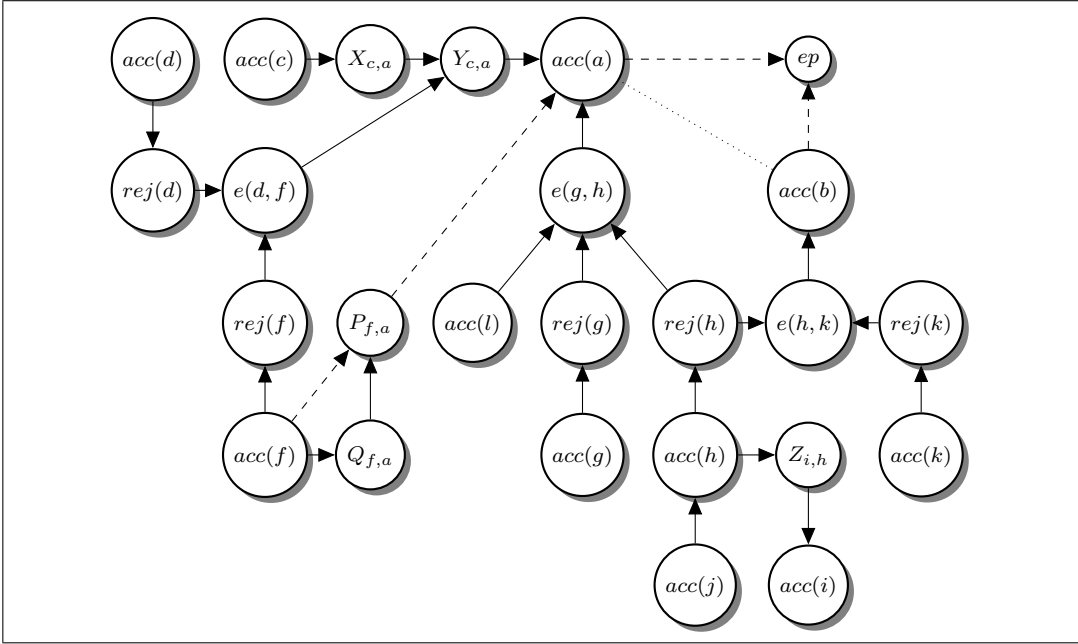 acc(d)
acc(c)
X_{c,a}
Y_{c,a}
acc(a)
ep
rej(d)
e(d, f)
e(g, h)
acc(b)
rej(f)
P_{f,a}
acc(l)
rej(g)
rej(h)
e(h, k)
rej(k)
acc(f)
Q_{f,a}
acc(g)
acc(h)
Z_{i,h}
acc(k)
acc(j)
acc(i)